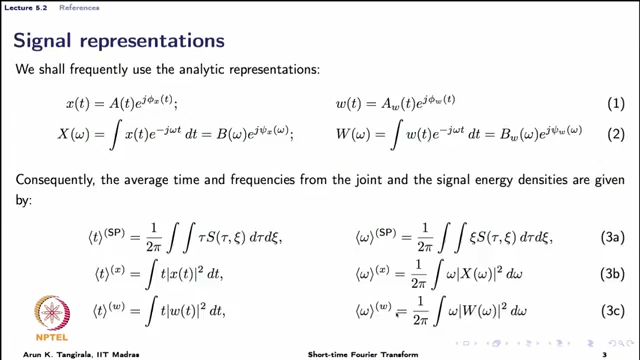 Lecture 5.2 References
Signal representations
We shall frequently use the analytic representations:
x(t) = A(t)e^{jϕ_x(t)}; w(t) = A_w(t)e^{jϕ_w(t)} (1)
X(ω) = ∫ x(t)e^{−jωt} dt = B(ω)e^{jψ_x(ω)}; W(ω) = ∫ w(t)e^{−jωt} dt = B_w(ω)e^{jψ_w(ω)} (2)
Consequently, the average time and frequencies from the joint and the signal energy densities are given
by:
⟨t⟩^{(SP)} = 1/2π ∫∫ τS(τ, ξ) dτdξ, ⟨ω⟩^{(SP)} = 1/2π ∫∫ ξS(τ, ξ) dτdξ, (3a)
⟨t⟩^{(x)} = ∫ t|x(t)|² dt, ⟨ω⟩^{(x)} = 1/2π ∫ ω|X(ω)|² dω (3b)
⟨t⟩^{(w)} = ∫ t|w(t)|² dt, ⟨ω⟩^{(w)} = 1/2π ∫ ω|W(ω)|² dω (3c)
NPTEL
Arun K. Tangirala, IIT Madras Short-time Fourier Transform 3